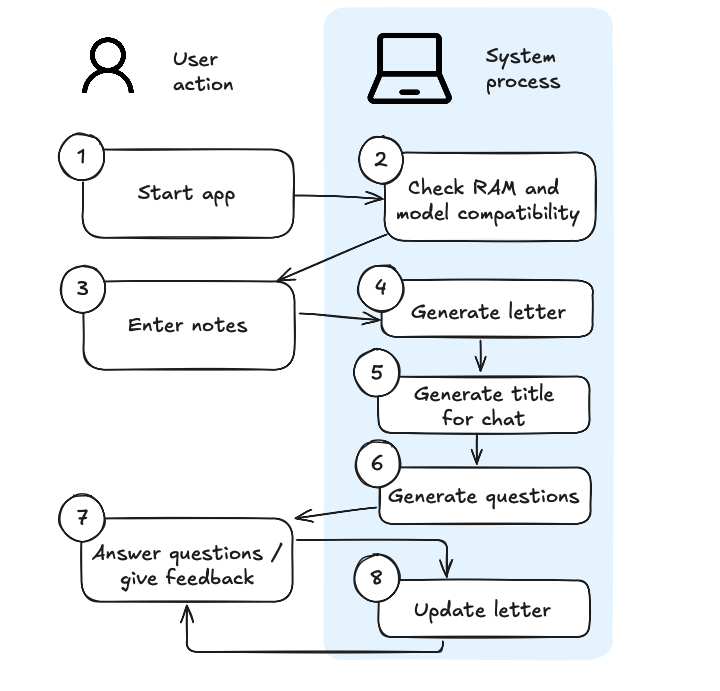 User
action
System
process
1
Start app
2
Check RAM and
model compatibility
3
Enter notes
4
Generate letter
5
Generate title
for chat
6
Generate questions
7
Answer questions /
give feedback
8
Update letter